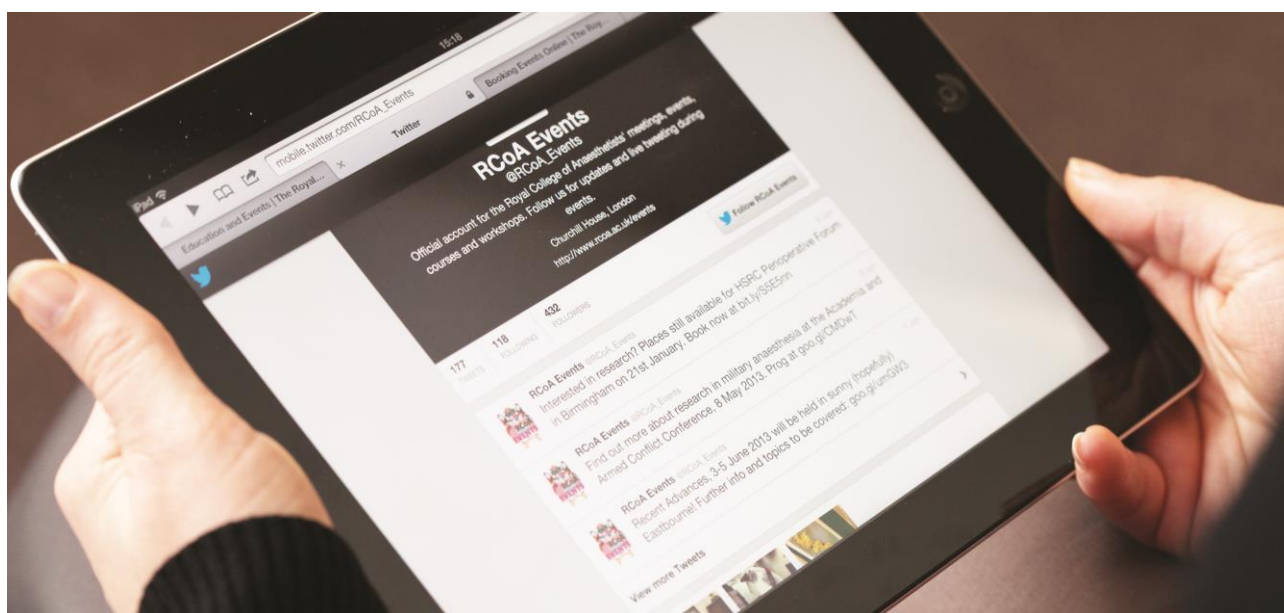 iPad
15:18
mobile.twitter.com/RCoA_Events
Education and Events | The Royal...
Twitter
Booking Events Online | The Roy...
RCoA Events
@RCoA_Events
Official account for the Royal College of Anaesthetists' meetings, events,
courses and workshops. Follow us for updates and live tweeting during
events.
Churchill House, London
http://www.rcoa.ac.uk/events
177
TWEETS
118
FOLLOWING
432
FOLLOWERS
Follow RCoA Events
RCoA Events @RCoA_Events
Interested in research? Places still available for HSRC Perioperative Forum
in Birmingham on 21st January. Book now at bit.ly/S5E5nn
RCoA Events @RCoA_Events
Find out more about research in military anaesthesia at the Academia and
Armed Conflict Conference, 8 May 2013. Prog at goo.gl/CMDwT
RCoA Events @RCoA_Events
Recent Advances, 3-5 June 2013 will be held in sunny (hopefully)
Eastbourne! Further info and topics to be covered: goo.gl/umGW3
View more Tweets